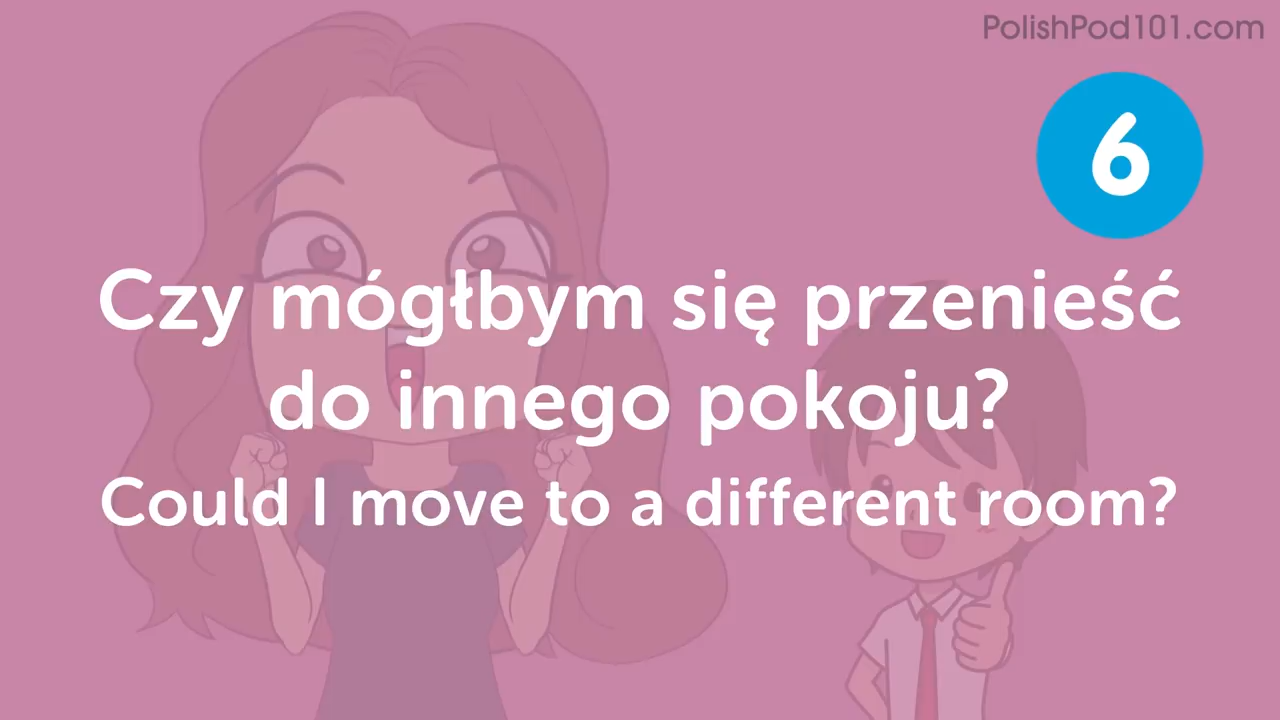 PolishPod101.com
6
Czy mógłbym się przenieść
do innego pokoju?
Could I move to a different room?